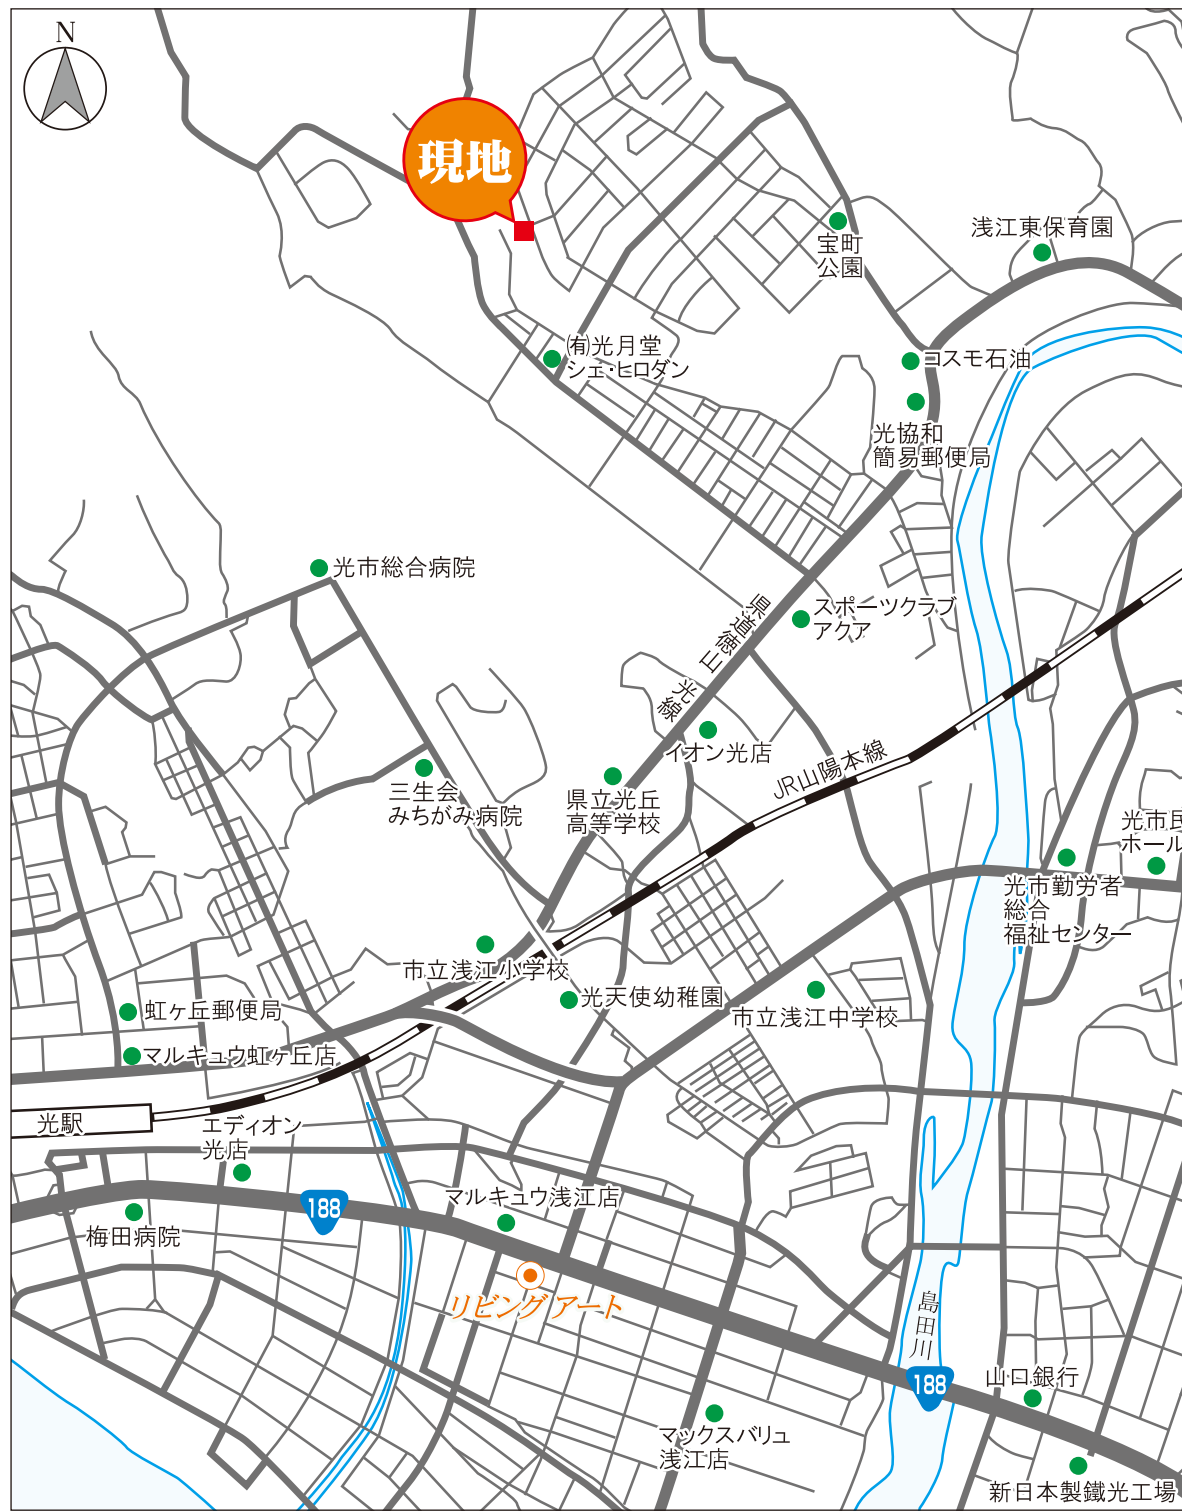 N
現地
宝町
公園
浅江東保育園
㈲光月堂
シェ・ヒロダン
コスモ石油
光協和
簡易郵便局
光市総合病院
スポーツクラブ
アクア
県道徳山
光線
イオン光店
JR山陽本線
三生会
みちがみ病院
県立光丘
高等学校
光市民
ホール
光市勤労者
総合
福祉センター
市立浅江小学校
光天使幼稚園
市立浅江中学校
虹ヶ丘郵便局
マルキュウ虹ヶ丘店
光駅
エディオン
光店
マルキュウ浅江店
188
梅田病院
リビングアート
島田川
188
山口銀行
マックスバリュ
浅江店
新日本製鐵光工場